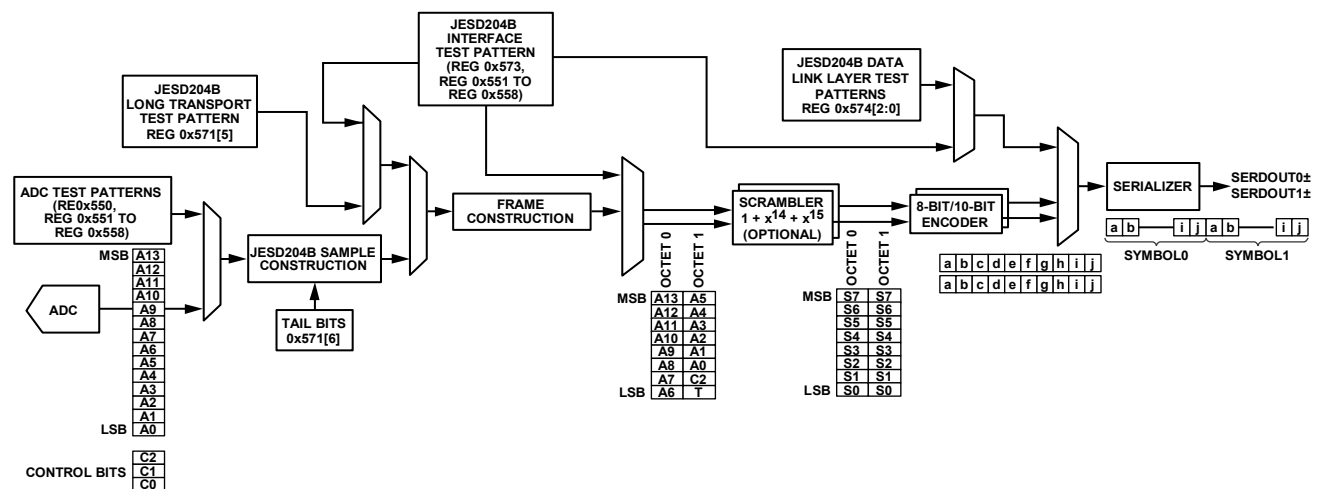 JESD204B
INTERFACE
TEST PATTERN
(REG 0x573,
REG 0x551 TO
REG 0x558)
JESD204B DATA
LINK LAYER TEST
PATTERNS
REG 0x574[2:0]
JESD204B
LONG TRANSPORT
TEST PATTERN
REG 0x571[5]
ADC TEST PATTERNS
(RE0x550,
REG 0x551 TO
REG 0x558)
FRAME
CONSTRUCTION
SCRAMBLER
1 + x14 + x15
(OPTIONAL)
8-BIT/10-BIT
ENCODER
SERIALIZER
SERDOUT0±
SERDOUT1±
JESD204B SAMPLE
CONSTRUCTION
TAIL BITS
0x571[6]
ADC
MSB A13
A12
A11
A10
A9
A8
A7
A6
A5
A4
A3
A2
A1
LSB A0
C2
CONTROL BITS C1
C0
OCTET 0
OCTET 1
MSB A13 A5
A12 A4
A11 A3
A10 A2
A9 A1
A8 A0
A7 C2
LSB A6 T
OCTET 0
OCTET 1
MSB S7 S7
S6 S6
S5 S5
S4 S4
S3 S3
S2 S2
S1 S1
LSB S0 S0
a b c d e f g h i j
a b c d e f g h i j
a b i j a b i j
SYMBOL0 SYMBOL1